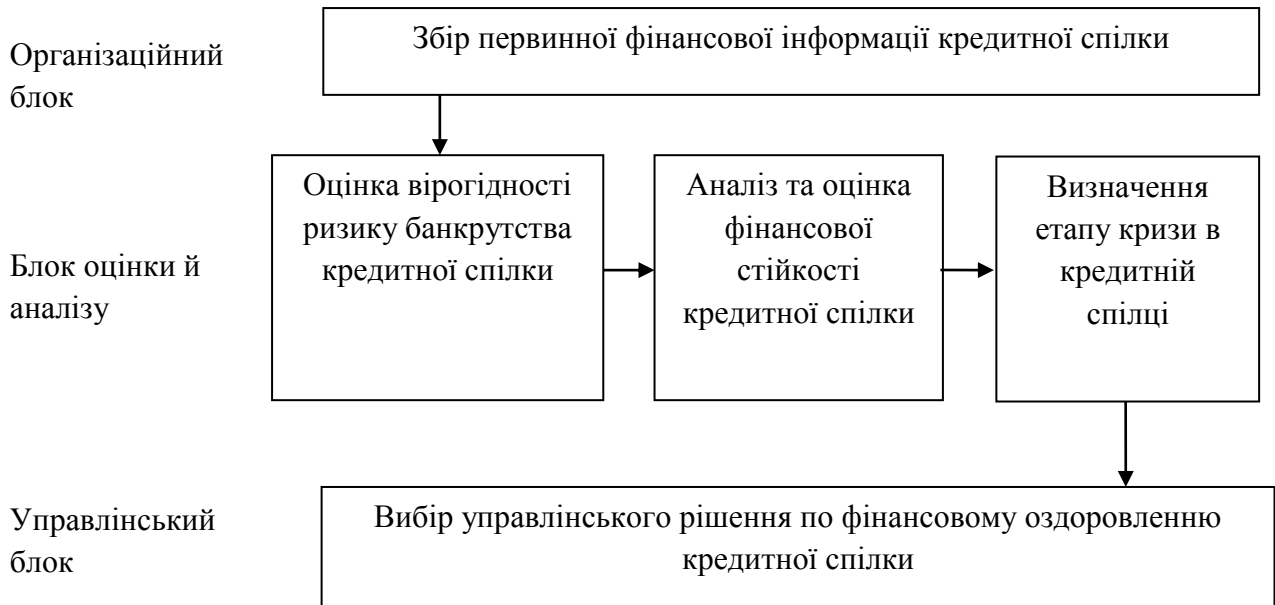 Організаційний
блок
Збір первинної фінансової інформації кредитної спілки
Блок оцінки й
аналізу
Оцінка вірогідності
ризику банкрутства
кредитної спілки
Аналіз та оцінка
фінансової
стійкості
кредитної спілки
Визначення
етапу кризи в
кредитній
спілці
Управлінський
блок
Вибір управлінського рішення по фінансовому оздоровленню
кредитної спілки